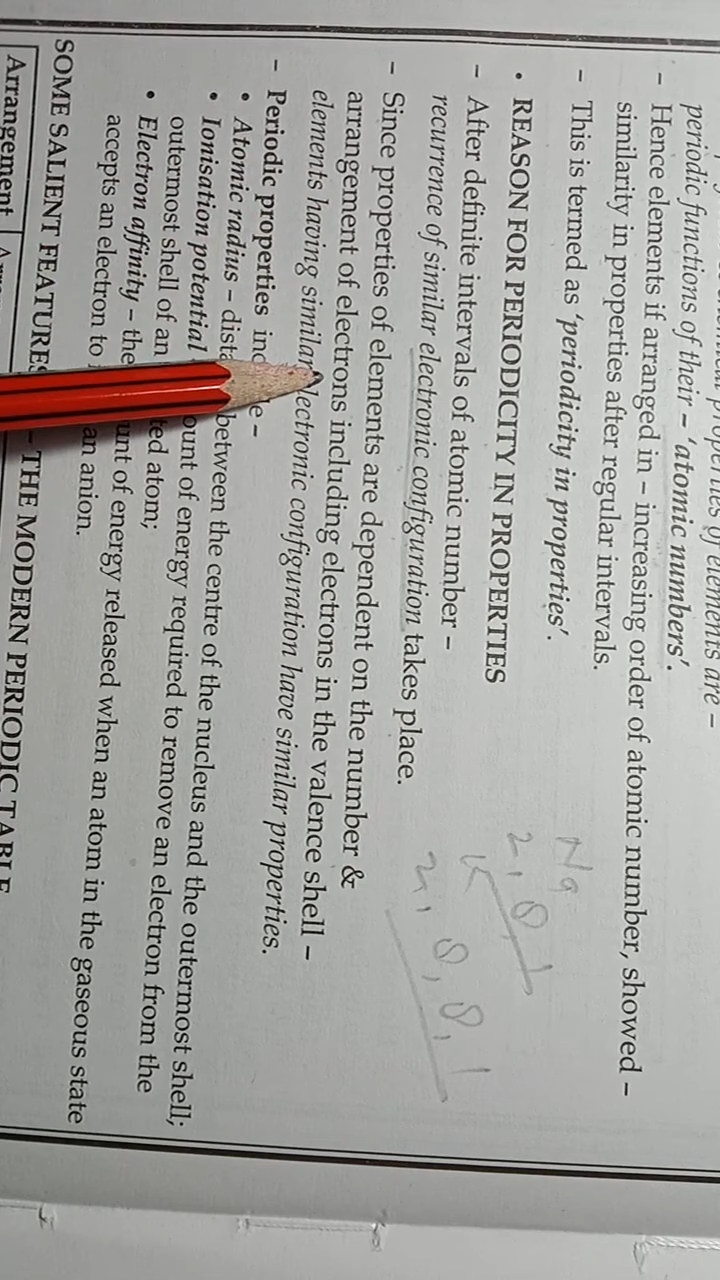 properties of elements are –
periodic functions of their – ‘atomic numbers’.
– Hence elements if arranged in – increasing order of atomic number, showed –
similarity in properties after regular intervals.
– This is termed as ‘periodicity in properties’.
• REASON FOR PERIODICITY IN PROPERTIES
– After definite intervals of atomic number –
recurrence of similar electronic configuration takes place.
– Since properties of elements are dependent on the number &
arrangement of electrons including electrons in the valence shell –
elements having similar electronic configuration have similar properties.
– Periodic properties –
• Atomic radius – between the centre of the nucleus and the outermost shell;
• Ionisation potential of energy required to remove an electron from the
outermost shell of an atom;
• Electron affinity – the of energy released when an atom in the gaseous state
accepts an electron to an anion.
SOME SALIENT FEATURES – THE MODERN PERIODIC TABLE
Arrangement
Na
2, 8, 1
K
2, 8, 8, 1